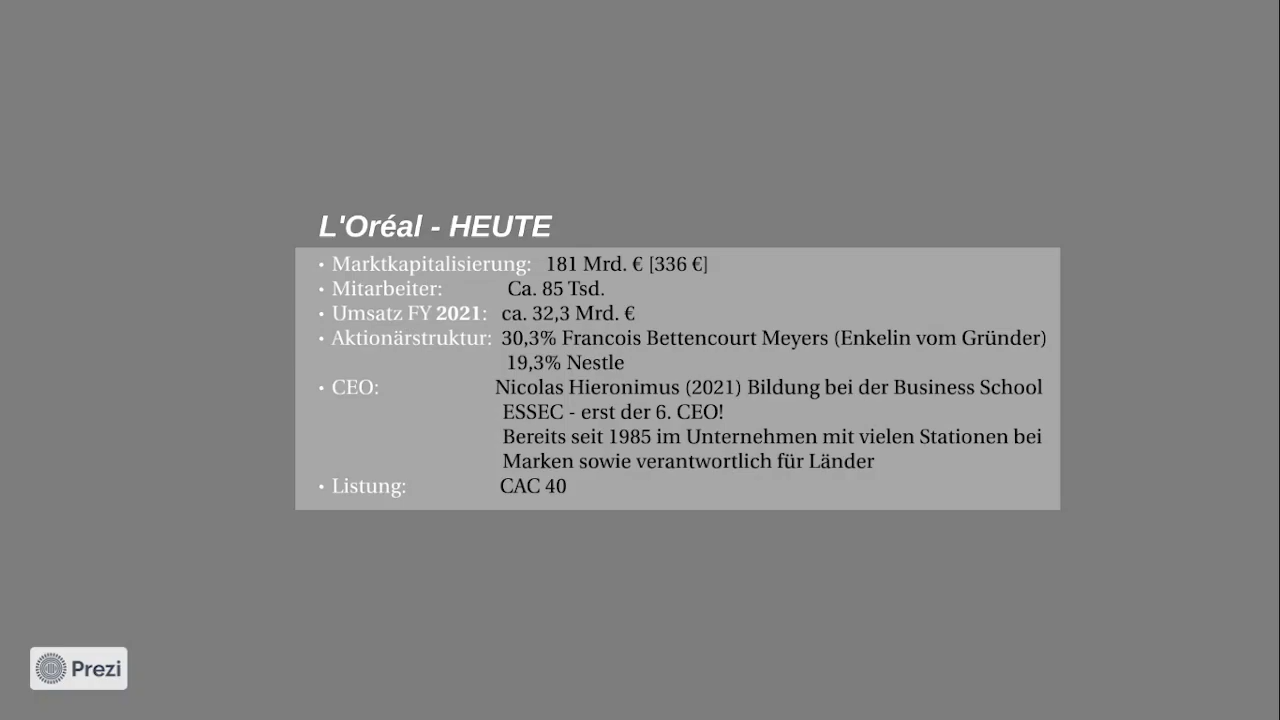 L'Oréal - HEUTE
• Marktkapitalisierung: 181 Mrd. € [336 €]
• Mitarbeiter: Ca. 85 Tsd.
• Umsatz FY 2021: ca. 32,3 Mrd. €
• Aktionärstruktur: 30,3% Francois Bettencourt Meyers (Enkelin vom Gründer)
19,3% Nestle
• CEO: Nicolas Hieronimus (2021) Bildung bei der Business School
ESSEC - erst der 6. CEO!
Bereits seit 1985 im Unternehmen mit vielen Stationen bei
Marken sowie verantwortlich für Länder
• Listung: CAC 40
Prezi